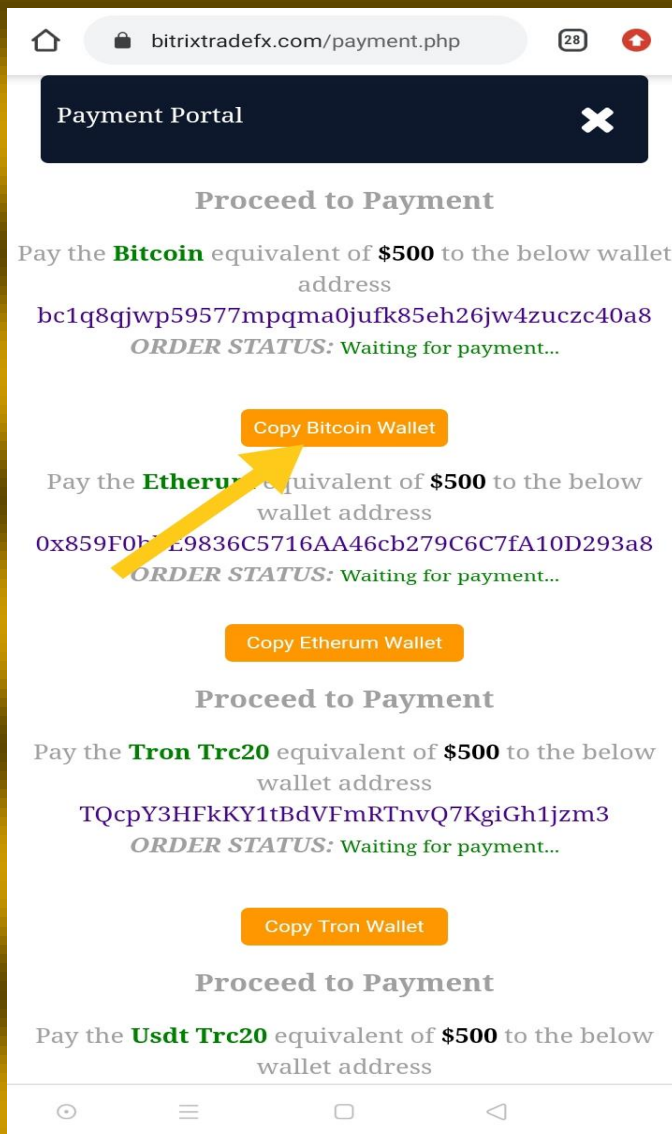 bitrixtradefx.com/payment.php
28
Payment Portal
Proceed to Payment
Pay the Bitcoin equivalent of $500 to the below wallet
address
bc1q8qjwp59577mpqma0jufk85eh26jw4zuczc40a8
ORDER STATUS: Waiting for payment...
Copy Bitcoin Wallet
Pay the of $500 to the below
wallet address
ORDER STATUS: Waiting for payment...
Copy Etherum Wallet
Proceed to Payment
Pay the Tron Trc20 equivalent of $500 to the below
wallet address
TQcpY3HFkKY1tBdVFmRTnvQ7KgiGh1jzm3
ORDER STATUS: Waiting for payment...
Copy Tron Wallet
Proceed to Payment
Pay the Usdt Trc20 equivalent of $500 to the below
wallet address